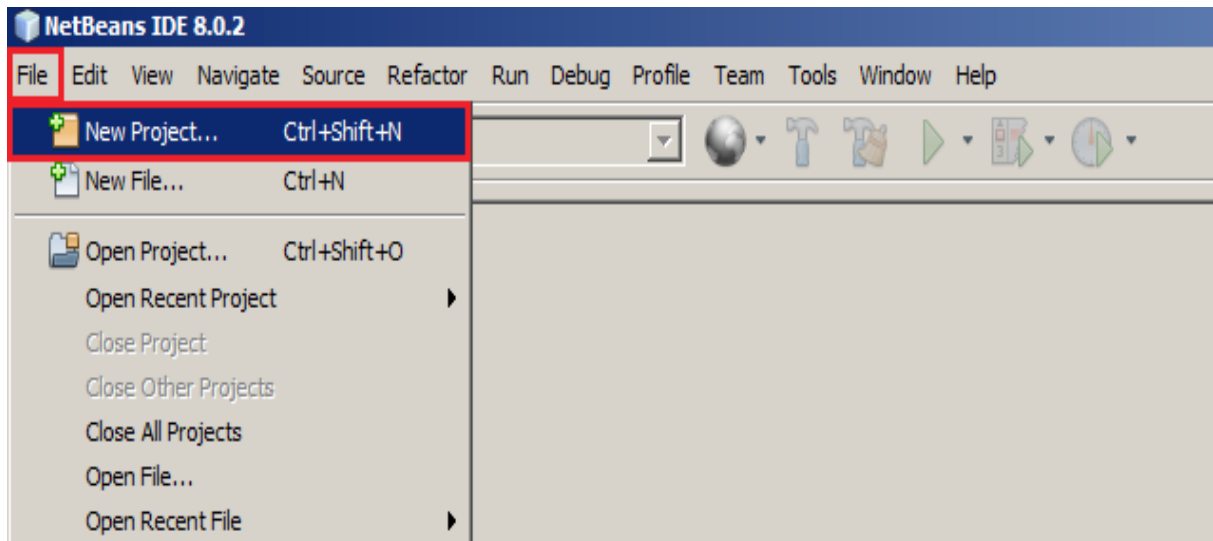 NetBeans IDE 8.0.2
File Edit View Navigate Source Refactor Run Debug Profile Team Tools Window Help
New Project... Ctrl+Shift+N
New File... Ctrl+N
Open Project... Ctrl+Shift+O
Open Recent Project
Close Project
Close Other Projects
Close All Projects
Open File...
Open Recent File